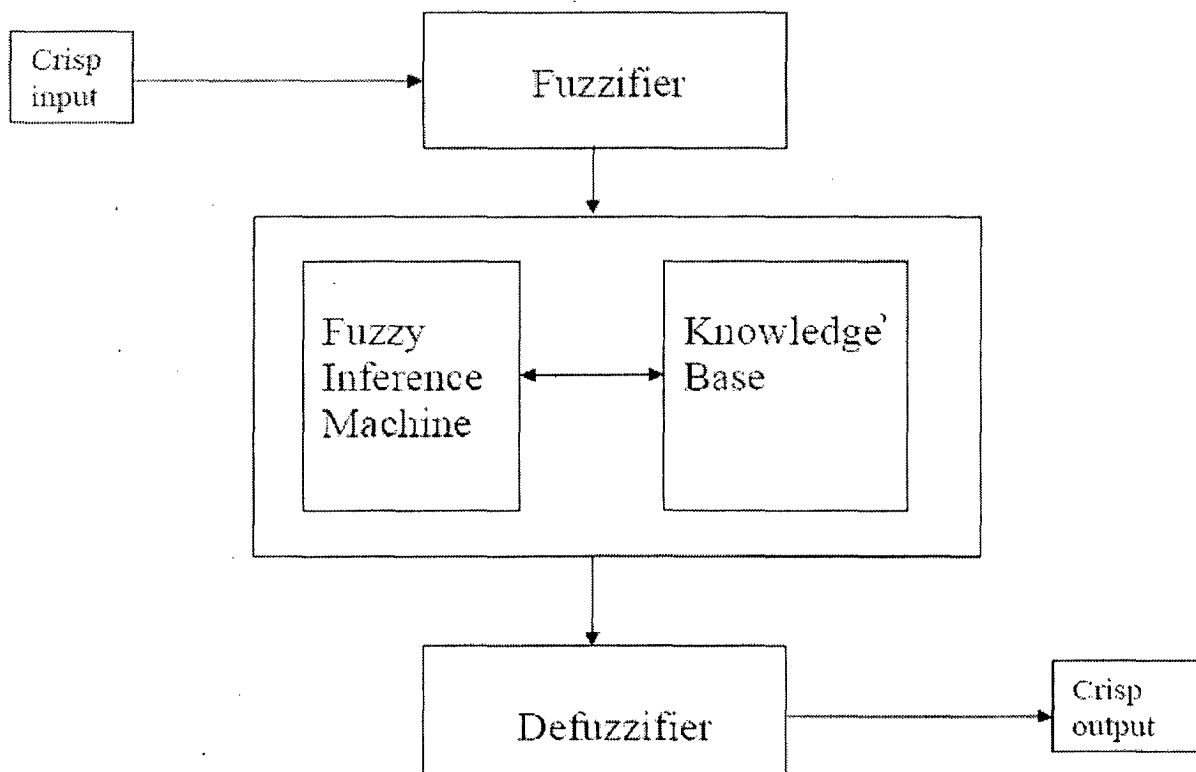 Crisp
input
Fuzzifier
Fuzzy
Inference
Machine
Knowledge
Base
Defuzzifier
Crisp
output